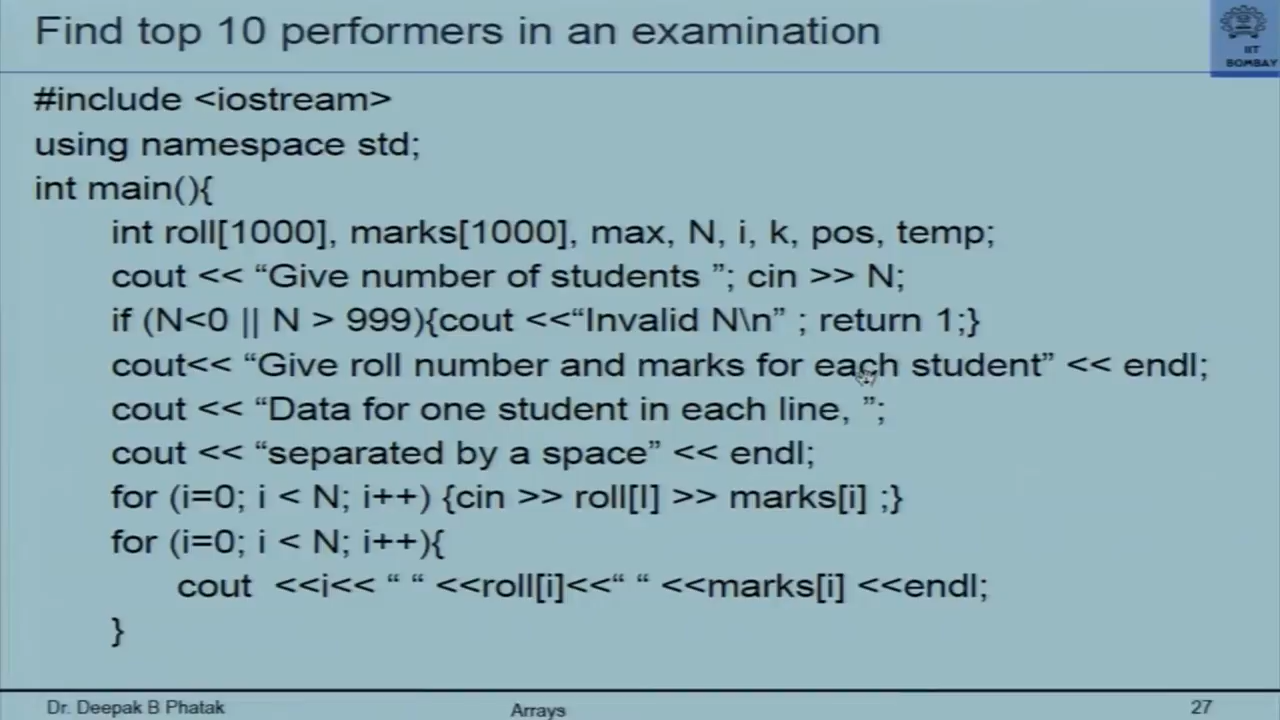 Find top 10 performers in an examination
IIT
BOMBAY
#include <iostream>
using namespace std;
int main(){
int roll[1000], marks[1000], max, N, i, k, pos, temp;
cout << “Give number of students ”; cin >> N;
if (N<0 || N > 999){cout <<“Invalid N\n” ; return 1;}
cout<< “Give roll number and marks for each student” << endl;
cout << “Data for one student in each line, ”;
cout << “separated by a space” << endl;
for (i=0; i < N; i++) {cin >> roll[I] >> marks[i] ;}
for (i=0; i < N; i++){
cout <<i<< “ “ <<roll[i]<<“ “ <<marks[i] <<endl;
}
Dr. Deepak B Phatak
Arrays
27